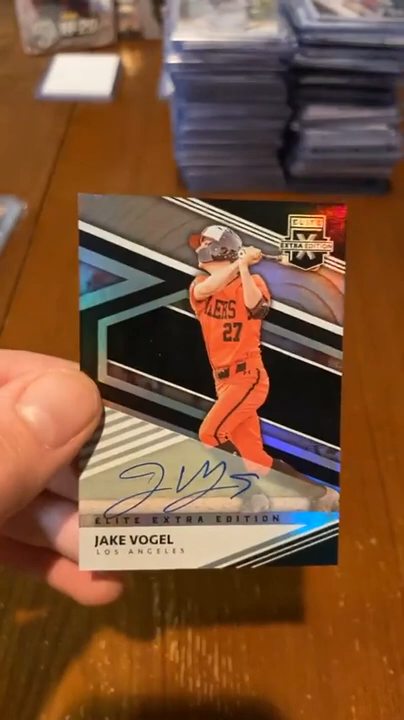 ELITE
X
EXTRA EDITION
27
ELITE EXTRA EDITION
JAKE VOGEL
LOS ANGELES